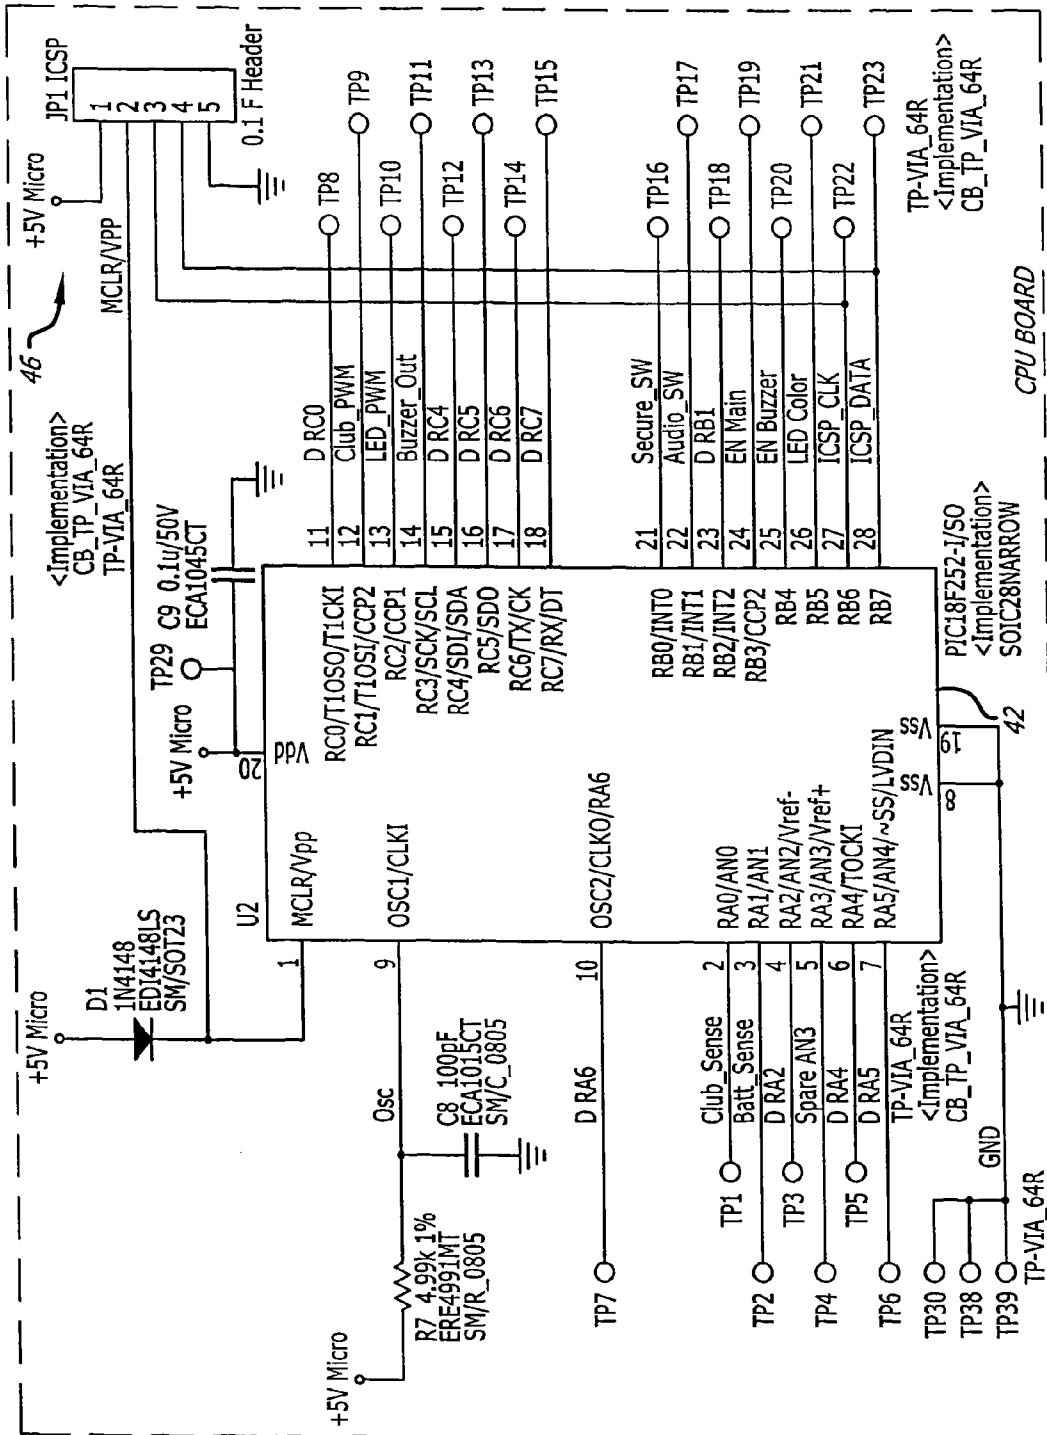 46
+5V Micro
JP1 ICSP
1
2
3
4
5
0.1 F Header
MCLR/VPP
<Implementation>
CB_TP_VIA_64R
TP-VIA_64R
+5V Micro
D1
1N4148
EDI4148LS
SM/SOT23
+5V Micro
TP29
C9 0.1u/50V
ECA1045CT
U2
20
Vdd
1
MCLR/Vpp
9
OSC1/CLKI
10
OSC2/CLKO/RA6
2
RA0/AN0
3
RA1/AN1
4
RA2/AN2/Vref-
5
RA3/AN3/Vref+
6
RA4/TOCKI
7
RA5/AN4/~SS/LVDIN
RC0/T1OSO/T1CKI
11
D RC0
TP8
RC1/T1OSI/CCP2
12
Club_PWM
TP9
RC2/CCP1
13
LED_PWM
TP10
RC3/SCK/SCL
14
Buzzer_Out
TP11
RC4/SDI/SDA
15
D RC4
TP12
RC5/SDO
16
D RC5
TP13
RC6/TX/CK
17
D RC6
TP14
RC7/RX/DT
18
D RC7
TP15
RB0/INT0
21
Secure_SW
TP16
RB1/INT1
22
Audio_SW
TP17
RB2/INT2
23
D RB1
TP18
RB3/CCP2
24
EN Main
TP19
RB4
25
EN Buzzer
TP20
RB5
26
LED Color
TP21
RB6
27
ICSP_CLK
TP22
RB7
28
ICSP_DATA
TP23
TP-VIA_64R
<Implementation>
CB_TP_VIA_64R
Vss
8
Vss
19
42
PIC18F252-I/SO
<Implementation>
SOIC28NARROW
+5V Micro
R7 4.99k 1%
ERE4991MT
SM/R_0805
Osc
C8 100pF
ECA1015CT
SM/C_0805
TP7
D RA6
TP1
Club_Sense
TP2
Batt_Sense
TP3
D RA2
TP4
Spare AN3
TP5
D RA4
TP6
D RA5
TP-VIA_64R
<Implementation>
CB_TP_VIA_64R
TP30
TP38
TP39
GND
TP-VIA_64R
CPU BOARD